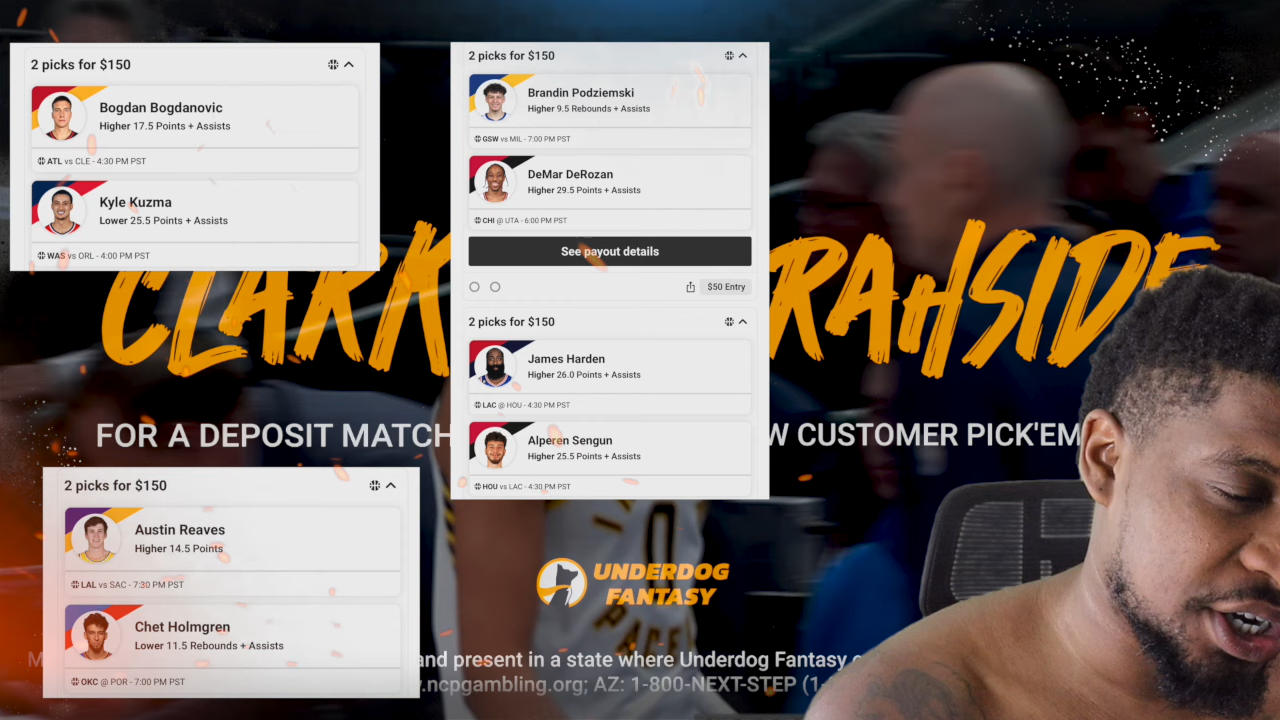 2 picks for $150
Bogdan Bogdanovic
Higher 17.5 Points + Assists
ATL vs CLE - 4:30 PM PST
Kyle Kuzma
Lower 25.5 Points + Assists
WAS vs ORL - 4:00 PM PST
2 picks for $150
Brandin Podziemski
Higher 9.5 Rebounds + Assists
GSW vs MIL - 7:00 PM PST
DeMar DeRozan
Higher 29.5 Points + Assists
CHI @ UTA - 6:00 PM PST
See payout details
$50 Entry
2 picks for $150
James Harden
Higher 26.0 Points + Assists
LAC @ HOU - 4:30 PM PST
Alperen Sengun
Higher 25.5 Points + Assists
HOU vs LAC - 4:30 PM PST
CLARK RAHSIDE
FOR A DEPOSIT MATCH W CUSTOMER PICK'EM
2 picks for $150
Austin Reaves
Higher 14.5 Points
LAL vs SAC - 7:30 PM PST
Chet Holmgren
Lower 11.5 Rebounds + Assists
OKC @ POR - 7:00 PM PST
UNDERDOG
FANTASY
and present in a state where Underdog Fantasy
.ncpgambling.org; AZ: 1-800-NEXT-STEP (1-